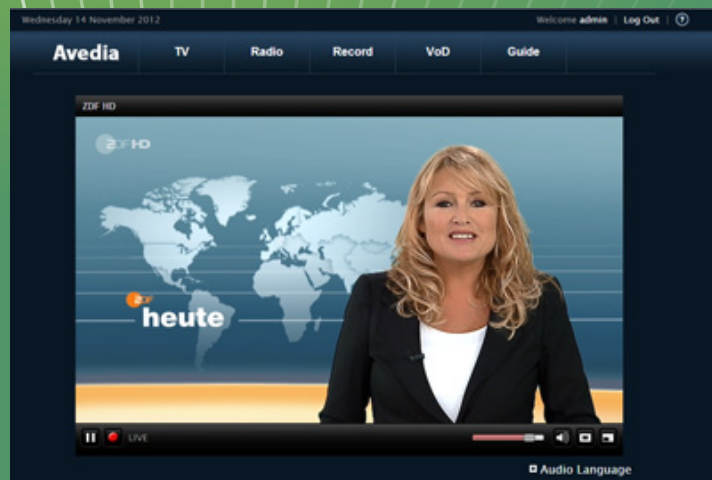 Wednesday 14 November 2012
Welcome admin | Log Out | ?
Avedia TV Radio Record VoD Guide
ZDF HD
ZDF HD
ZDF
heute
LIVE
Audio Language